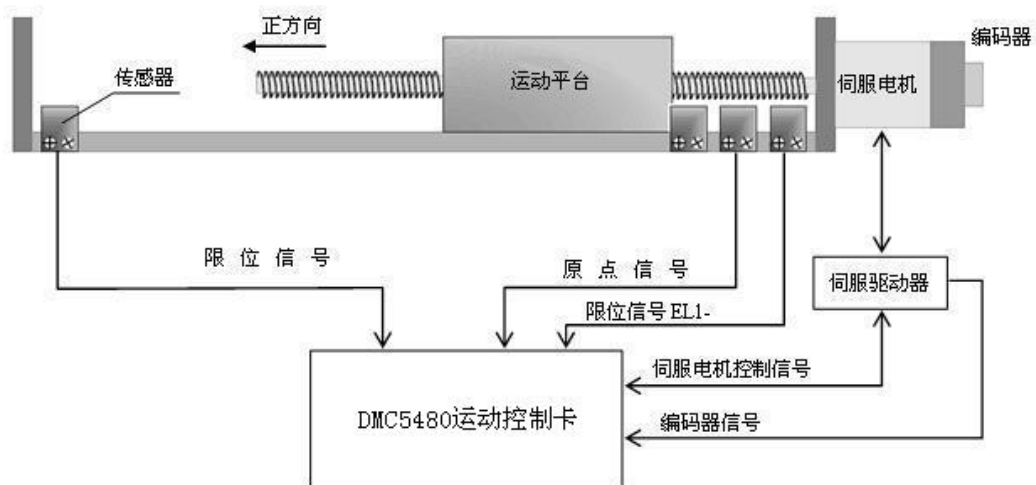 正方向
编码器
传感器
运动平台
伺服电机
限 位 信 号
原 点 信 号
伺服驱动器
限位信号EL1-
伺服电机控制信号
DMC5480运动控制卡
编码器信号